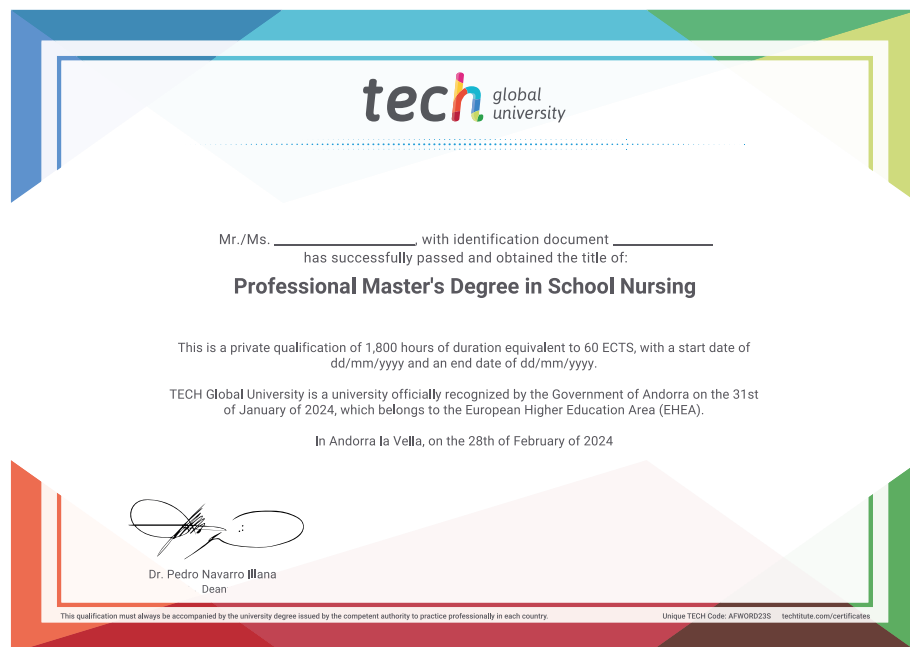 tech global
university
Mr./Ms. ____________________, with identification document ______________
has successfully passed and obtained the title of:
Professional Master's Degree in School Nursing
This is a private qualification of 1,800 hours of duration equivalent to 60 ECTS, with a start date of
dd/mm/yyyy and an end date of dd/mm/yyyy.
TECH Global University is a university officially recognized by the Government of Andorra on the 31st
of January of 2024, which belongs to the European Higher Education Area (EHEA).
In Andorra la Vella, on the 28th of February of 2024
Dr. Pedro Navarro Illana
Dean
This qualification must always be accompanied by the university degree issued by the competent authority to practice professionally in each country.
Unique TECH Code: AFWORD23S techtitute.com/certificates